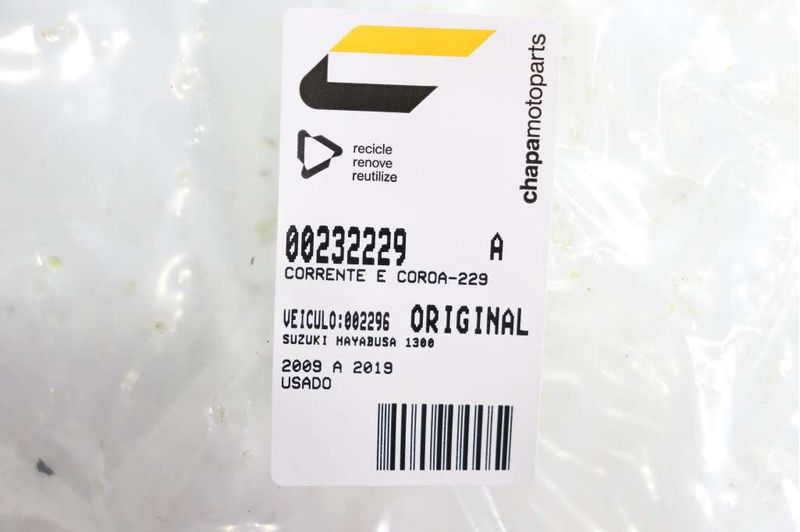 chapamotoparts
recicle
renove
reutilize
00232229 A
CORRENTE E COROA-229
VEICULO:002296 ORIGINAL
SUZUKI HAYABUSA 1300
2009 A 2019
USADO